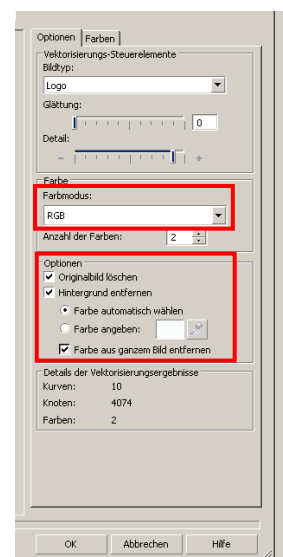 Optionen Farben
Vektorisierungs-Steuerelemente
Bildtyp:
Logo
Glättung:
0
Detail:
- +
Farbe
Farbmodus:
RGB
Anzahl der Farben: 2
Optionen
Originalbild löschen
Hintergrund entfernen
Farbe automatisch wählen
Farbe angeben:
Farbe aus ganzem Bild entfernen
Details der Vektorisierungsergebnisse
Kurven: 10
Knoten: 4074
Farben: 2
OK Abbrechen Hilfe